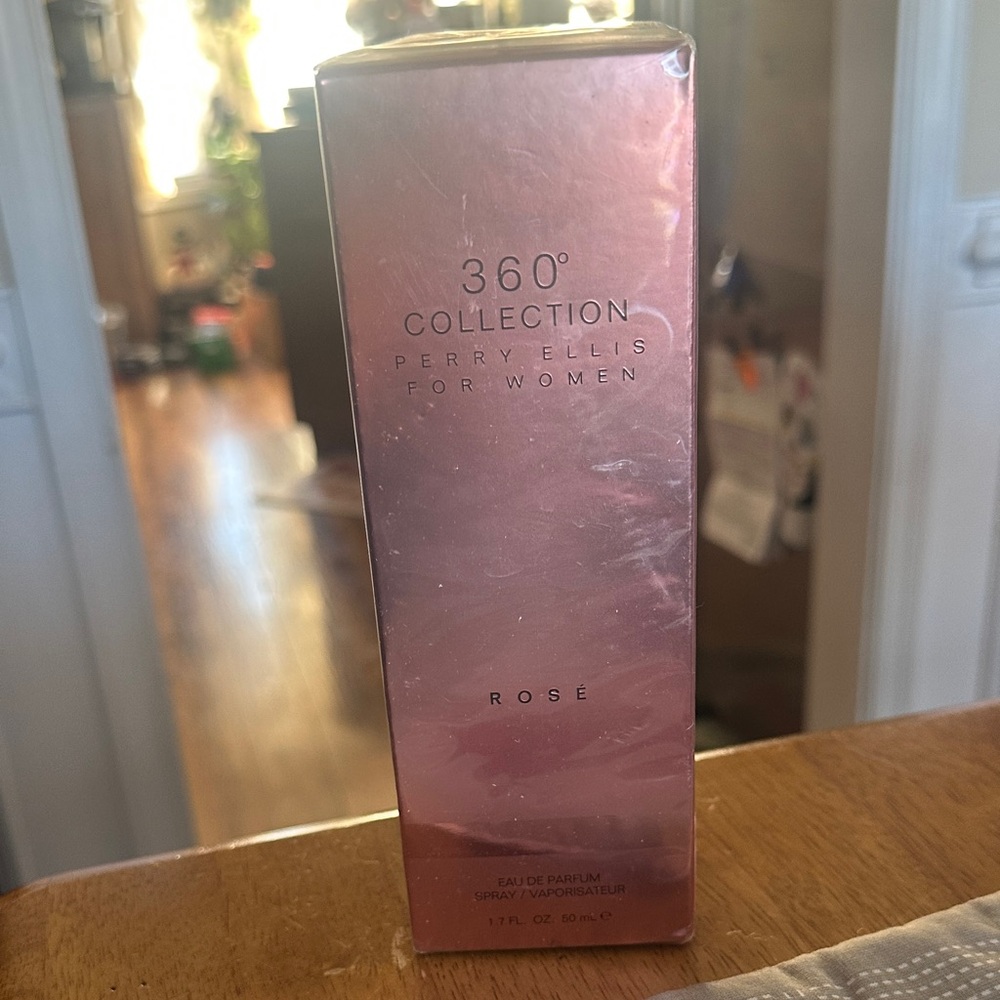 360°
COLLECTION
PERRY ELLIS
FOR WOMEN
ROSÉ
EAU DE PARFUM
SPRAY / VAPORISATEUR
1.7 FL. OZ. 50 mL ℮